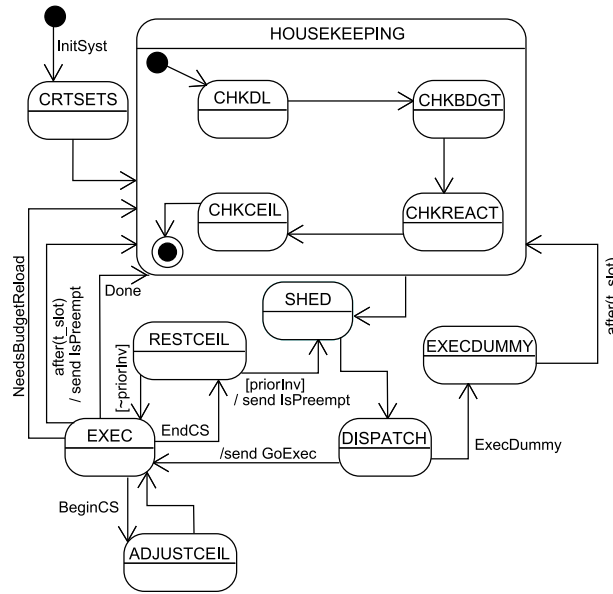 InitSyst
HOUSEKEEPING
CRTSETS
CHKDL
CHKBDGT
CHKCEIL
CHKREACT
NeedsBudgetReload
after(t_slot)
/ send IsPreempt
Done
SHED
after(t_slot)
RESTCEIL
EXECDUMMY
[~priorInv]
[priorInv]
/ send IsPreempt
EXEC
EndCS
DISPATCH
/send GoExec
ExecDummy
BeginCS
ADJUSTCEIL